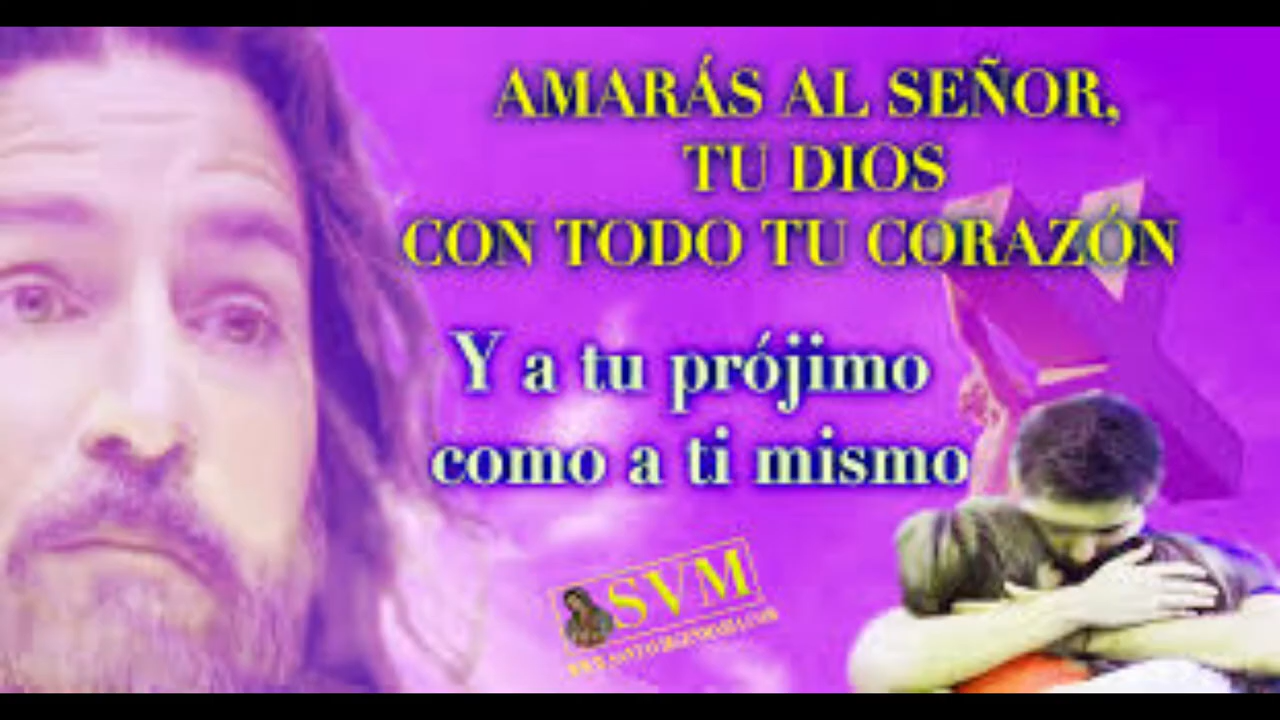 AMARÁS AL SEÑOR,
TU DIOS
CON TODO TU CORAZÓN
Y a tu prójimo
como a ti mismo
SVM